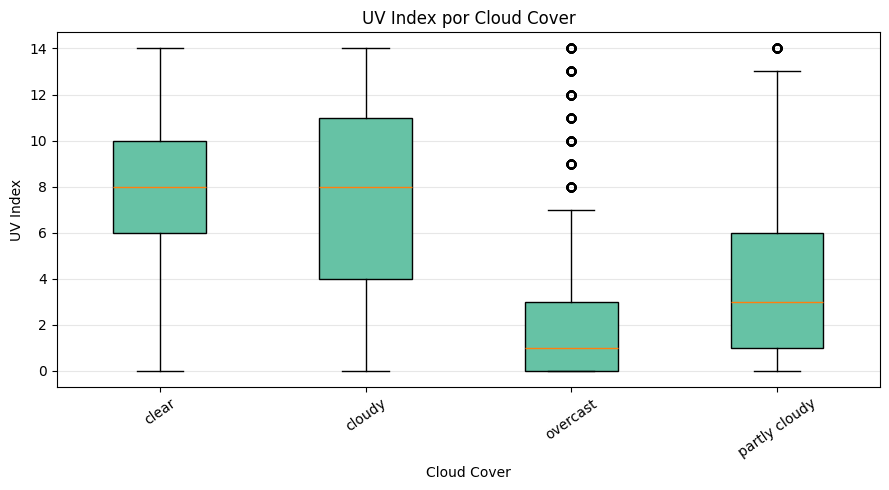 UV Index por Cloud Cover
UV Index
14
12
10
8
6
4
2
0
clear
cloudy
overcast
partly cloudy
Cloud Cover